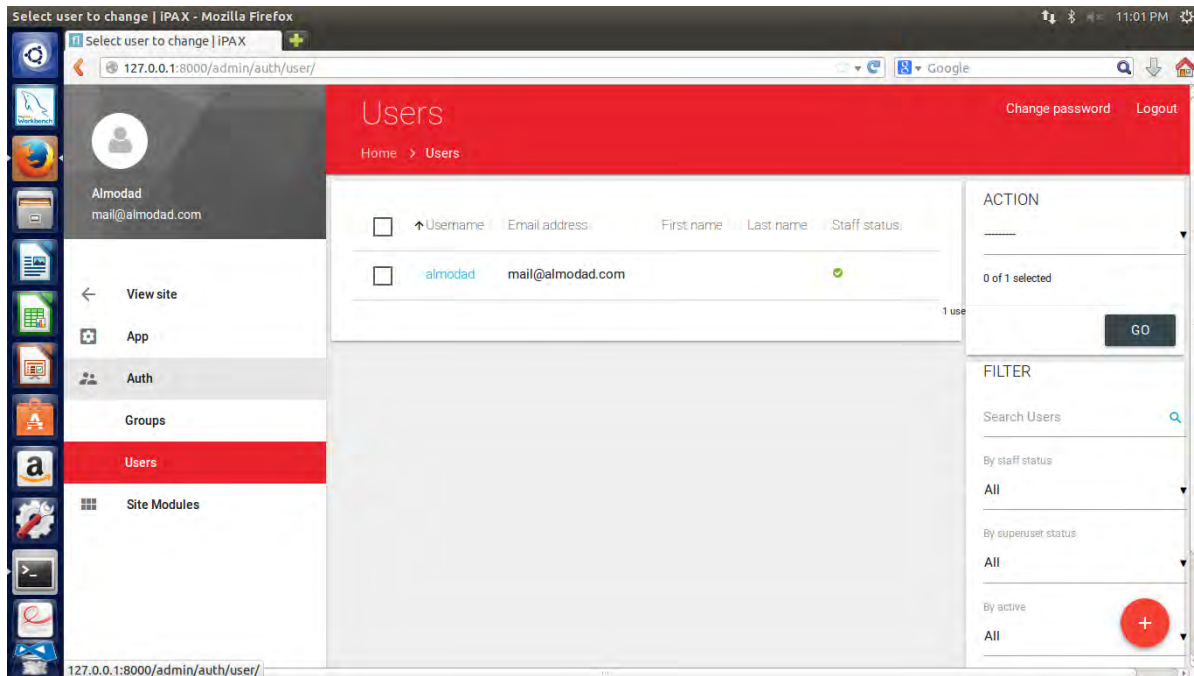 Select user to change | iPAX - Mozilla Firefox
11:01 PM
Select user to change | iPAX
127.0.0.1:8000/admin/auth/user/
Google
Workbench
Almodad
mail@almodad.com
View site
App
Auth
Groups
Users
Site Modules
Users
Change password Logout
Home > Users
Username Email address First name Last name Staff status
almodad mail@almodad.com
1 use
ACTION
---------
0 of 1 selected
GO
FILTER
Search Users
By staff status
All
By superuser status
All
By active
All
127.0.0.1:8000/admin/auth/user/